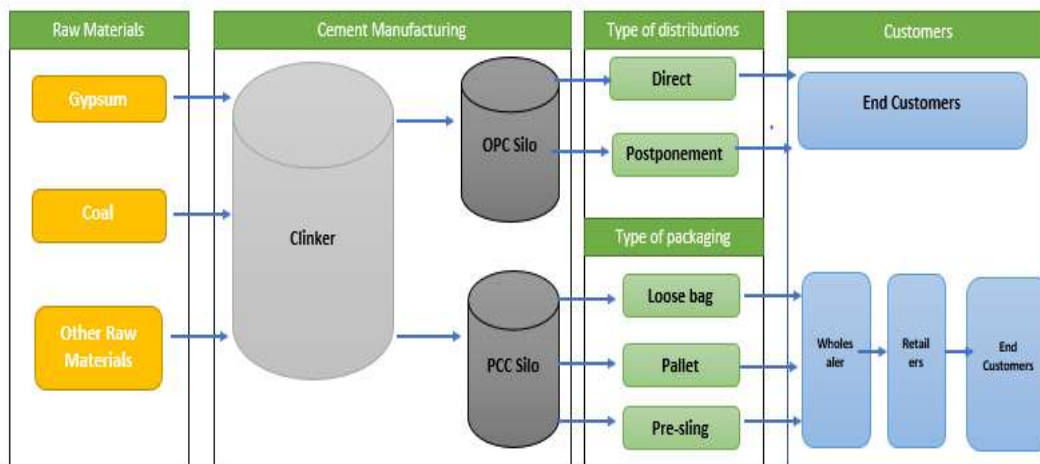 Raw Materials
Cement Manufacturing
Type of distributions
Customers
Gypsum
Coal
Other Raw
Materials
Clinker
OPC Silo
PCC Silo
Direct
Postponement
Type of packaging
Loose bag
Pallet
Pre-sling
End Customers
Wholes
aler
Retail
ers
End
Customers